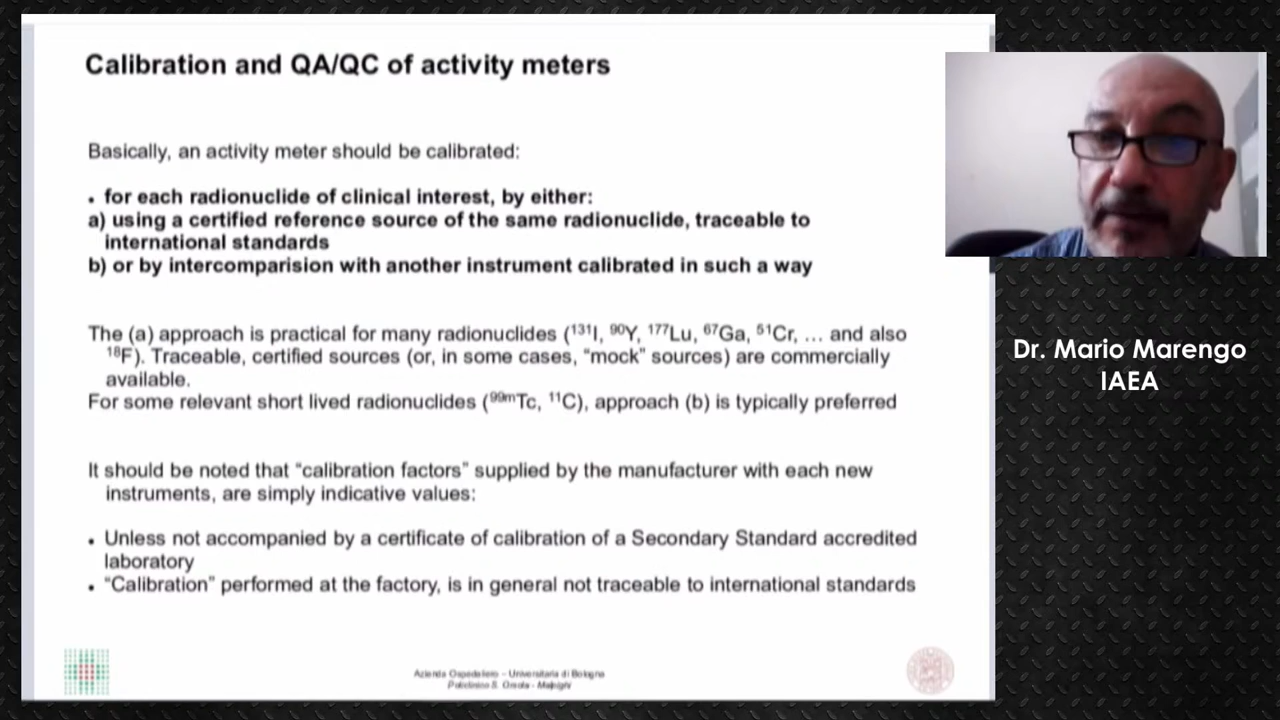 Calibration and QA/QC of activity meters
Basically, an activity meter should be calibrated:
• for each radionuclide of clinical interest, by either:
a) using a certified reference source of the same radionuclide, traceable to
international standards
b) or by intercomparision with another instrument calibrated in such a way
The (a) approach is practical for many radionuclides (¹³¹I, ⁹⁰Y, ¹⁷⁷Lu, ⁶⁷Ga, ⁵¹Cr, … and also
¹⁸F). Traceable, certified sources (or, in some cases, “mock” sources) are commercially
available.
For some relevant short lived radionuclides (⁹⁹ᵐTc, ¹¹C), approach (b) is typically preferred
It should be noted that “calibration factors” supplied by the manufacturer with each new
instruments, are simply indicative values:
• Unless not accompanied by a certificate of calibration of a Secondary Standard accredited
laboratory
• “Calibration” performed at the factory, is in general not traceable to international standards
Azienda Ospedaliero – Universitaria di Bologna
Policlinico S. Orsola - Malpighi
Dr. Mario Marengo
IAEA